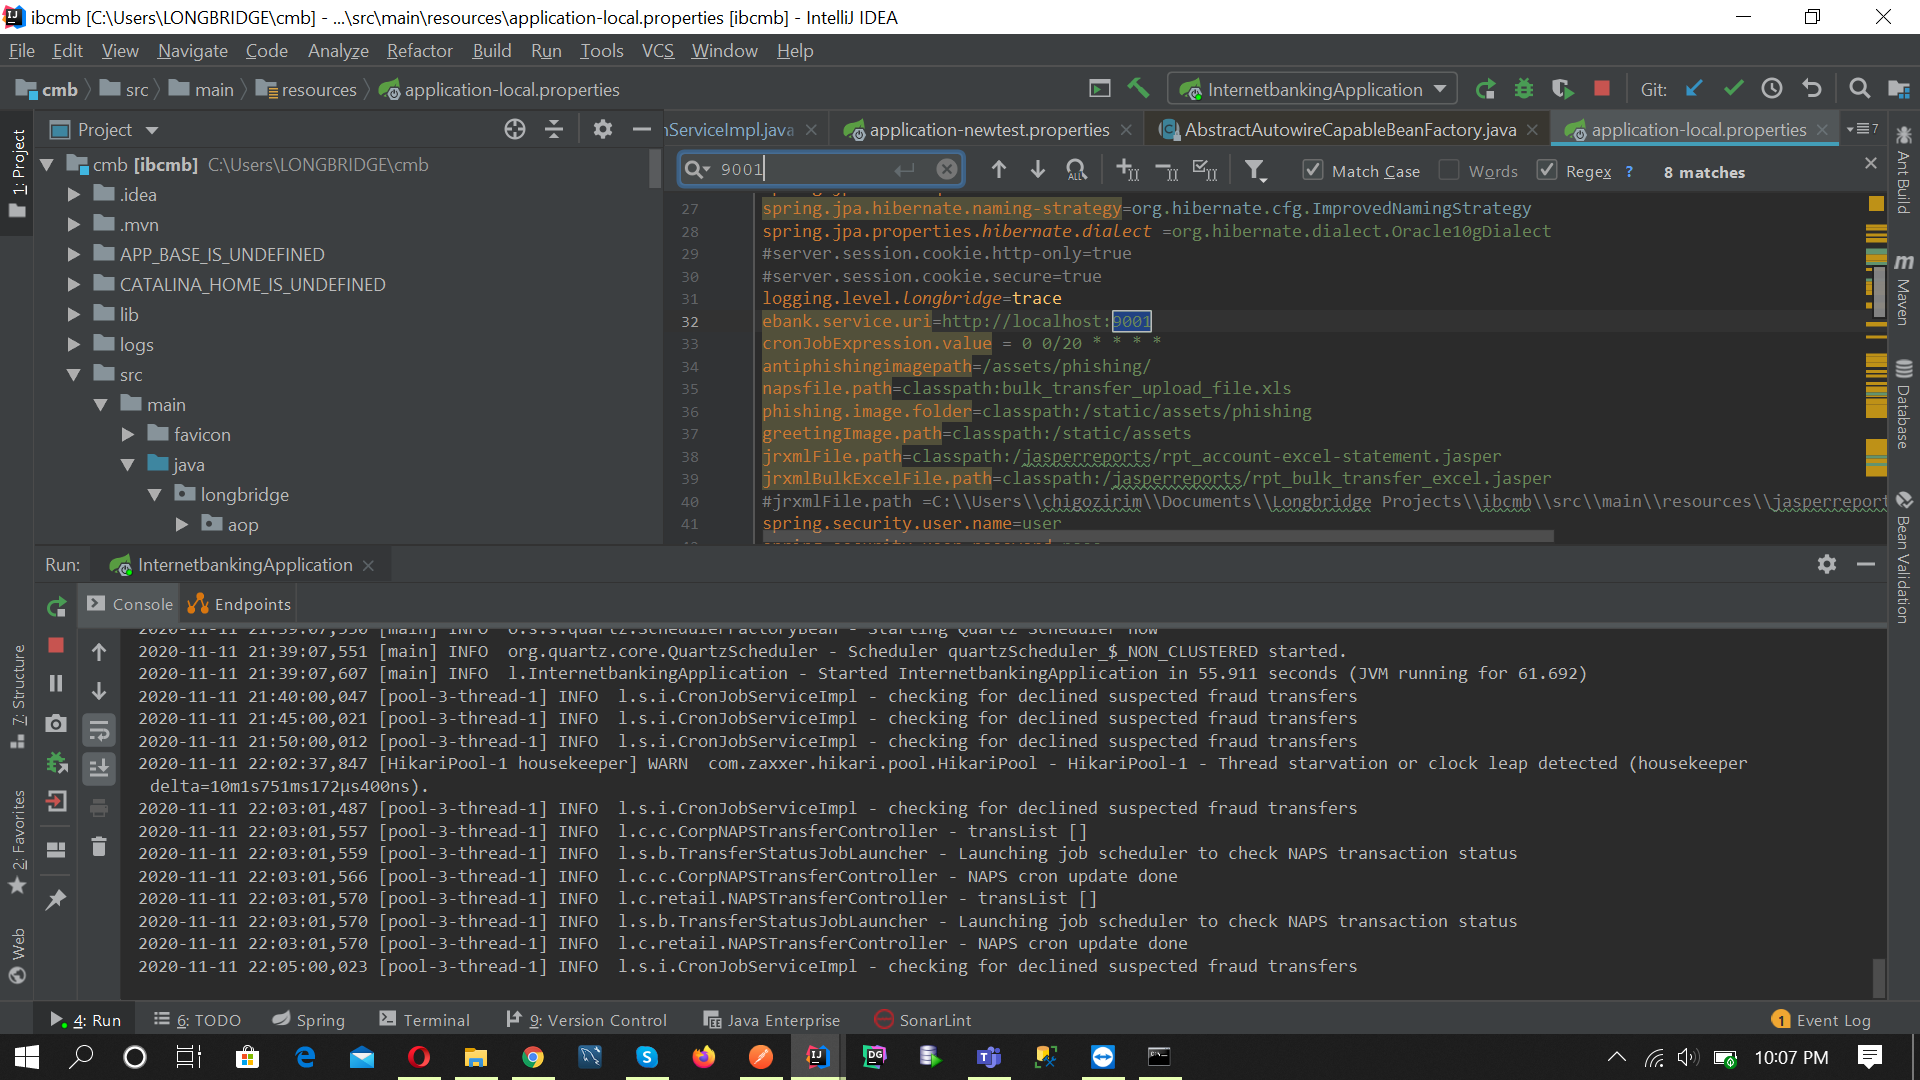 ibcmb [C:\Users\LONGBRIDGE\cmb] - ...\src\main\resources\application-local.properties [ibcmb] - IntelliJ IDEA
File Edit View Navigate Code Analyze Refactor Build Run Tools VCS Window Help
cmb src main resources application-local.properties InternetbankingApplication Git:
Project nServiceImpl.java application-newtest.properties AbstractAutowireCapableBeanFactory.java application-local.properties 7
9001 Match Case Words Regex ? 8 matches
1: Project
cmb [ibcmb] C:\Users\LONGBRIDGE\cmb
.idea
.mvn
APP_BASE_IS_UNDEFINED
CATALINA_HOME_IS_UNDEFINED
lib
logs
src
main
favicon
java
longbridge
aop
27 spring.jpa.hibernate.naming-strategy=org.hibernate.cfg.ImprovedNamingStrategy
28 spring.jpa.properties.hibernate.dialect =org.hibernate.dialect.Oracle10gDialect
29 #server.session.cookie.http-only=true
30 #server.session.cookie.secure=true
31 logging.level.longbridge=trace
32 ebank.service.uri=http://localhost:9001
33 cronJobExpression.value = 0 0/20 * * * *
34 antiphishingimagepath=/assets/phishing/
35 napsfile.path=classpath:bulk_transfer_upload_file.xls
36 phishing.image.folder=classpath:/static/assets/phishing
37 greetingImage.path=classpath:/static/assets
38 jrxmlFile.path=classpath:/jasperreports/rpt_account-excel-statement.jasper
39 jrxmlBulkExcelFile.path=classpath:/jasperreports/rpt_bulk_transfer_excel.jasper
40 #jrxmlFile.path =C:\\Users\\chigozirim\\Documents\\Longbridge Projects\\ibcmb\\src\\main\\resources\\jasperreport
41 spring.security.user.name=user
Ant Build
m Maven
Database
Bean Validation
Run: InternetbankingApplication
Console Endpoints
7: Structure
2: Favorites
Web
2020-11-11 21:39:07,550 [main] INFO o.s.s.quartz.SchedulerFactoryBean - Starting Quartz Scheduler now
2020-11-11 21:39:07,551 [main] INFO org.quartz.core.QuartzScheduler - Scheduler quartzScheduler_$_NON_CLUSTERED started.
2020-11-11 21:39:07,607 [main] INFO l.InternetbankingApplication - Started InternetbankingApplication in 55.911 seconds (JVM running for 61.692)
2020-11-11 21:40:00,047 [pool-3-thread-1] INFO l.s.i.CronJobServiceImpl - checking for declined suspected fraud transfers
2020-11-11 21:45:00,021 [pool-3-thread-1] INFO l.s.i.CronJobServiceImpl - checking for declined suspected fraud transfers
2020-11-11 21:50:00,012 [pool-3-thread-1] INFO l.s.i.CronJobServiceImpl - checking for declined suspected fraud transfers
2020-11-11 22:02:37,847 [HikariPool-1 housekeeper] WARN com.zaxxer.hikari.pool.HikariPool - HikariPool-1 - Thread starvation or clock leap detected (housekeeper
delta=10m1s751ms172µs400ns).
2020-11-11 22:03:01,487 [pool-3-thread-1] INFO l.s.i.CronJobServiceImpl - checking for declined suspected fraud transfers
2020-11-11 22:03:01,557 [pool-3-thread-1] INFO l.c.c.CorpNAPSTransferController - transList []
2020-11-11 22:03:01,559 [pool-3-thread-1] INFO l.s.b.TransferStatusJobLauncher - Launching job scheduler to check NAPS transaction status
2020-11-11 22:03:01,566 [pool-3-thread-1] INFO l.c.c.CorpNAPSTransferController - NAPS cron update done
2020-11-11 22:03:01,570 [pool-3-thread-1] INFO l.c.retail.NAPSTransferController - transList []
2020-11-11 22:03:01,570 [pool-3-thread-1] INFO l.s.b.TransferStatusJobLauncher - Launching job scheduler to check NAPS transaction status
2020-11-11 22:03:01,570 [pool-3-thread-1] INFO l.c.retail.NAPSTransferController - NAPS cron update done
2020-11-11 22:05:00,023 [pool-3-thread-1] INFO l.s.i.CronJobServiceImpl - checking for declined suspected fraud transfers
4: Run 6: TODO Spring Terminal 9: Version Control Java Enterprise SonarLint 1 Event Log
10:07 PM